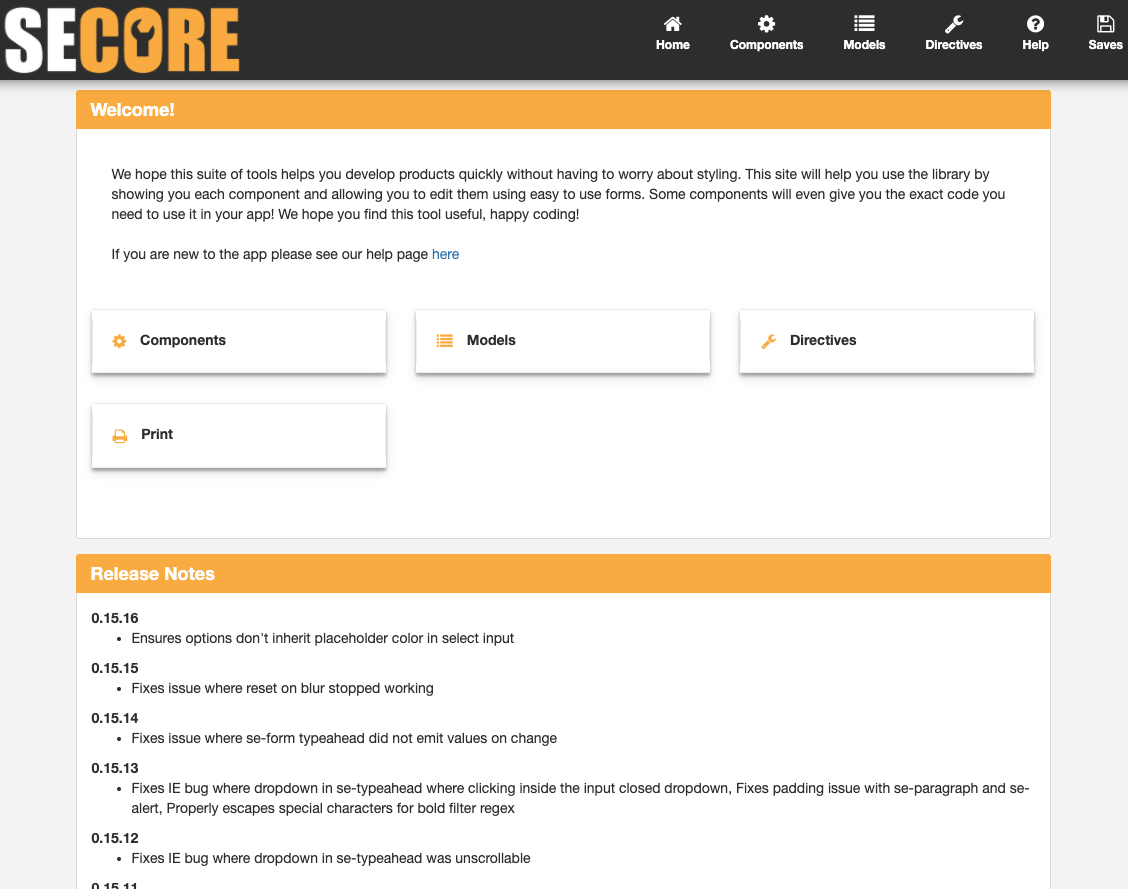 SECORE
Home
Components
Models
Directives
Help
Saves
Welcome!
We hope this suite of tools helps you develop products quickly without having to worry about styling. This site will help you use the library by
showing you each component and allowing you to edit them using easy to use forms. Some components will even give you the exact code you
need to use it in your app! We hope you find this tool useful, happy coding!
If you are new to the app please see our help page here
Components
Models
Directives
Print
Release Notes
0.15.16
• Ensures options don't inherit placeholder color in select input
0.15.15
• Fixes issue where reset on blur stopped working
0.15.14
• Fixes issue where se-form typeahead did not emit values on change
0.15.13
• Fixes IE bug where dropdown in se-typeahead where clicking inside the input closed dropdown, Fixes padding issue with se-paragraph and se-
alert, Properly escapes special characters for bold filter regex
0.15.12
• Fixes IE bug where dropdown in se-typeahead was unscrollable
0.15.11